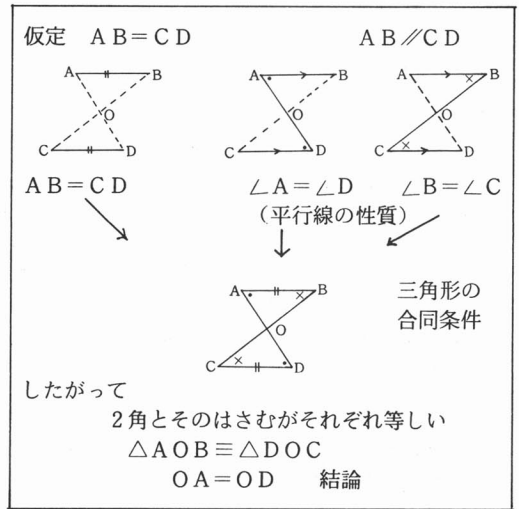 仮定 AB=CD AB⫽CD
A B
O
C D
A B
O
C D
A B
O
C D
AB=CD ∠A=∠D ∠B=∠C
(平行線の性質)
A B
O
C D
三角形の
合同条件
したがって
2角とそのはさむがそれぞれ等しい
△AOB≡△DOC
OA=OD 結論